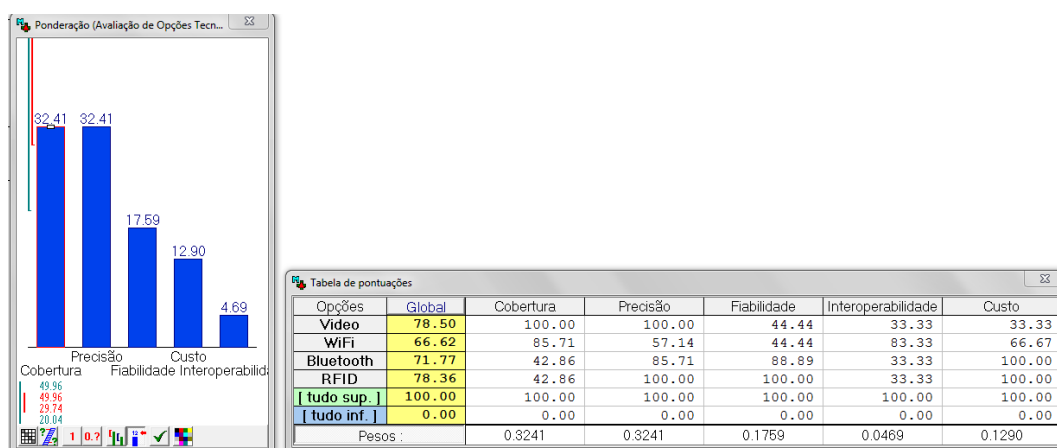 Ponderação (Avaliação de Opções Tecn...
32.41 32.41
17.59
12.90
4.69
Precisão Custo
Cobertura Fiabilidade Interoperabilid
49.96
49.96
29.74
20.04
Tabela de pontuações
Opções Global Cobertura Precisão Fiabilidade Interoperabilidade Custo
Video 78.50 100.00 100.00 44.44 33.33 33.33
WiFi 66.62 85.71 57.14 44.44 83.33 66.67
Bluetooth 71.77 42.86 85.71 88.89 33.33 100.00
RFID 78.36 42.86 100.00 100.00 33.33 100.00
[ tudo sup. ] 100.00 100.00 100.00 100.00 100.00 100.00
[ tudo inf. ] 0.00 0.00 0.00 0.00 0.00 0.00
Pesos : 0.3241 0.3241 0.1759 0.0469 0.1290